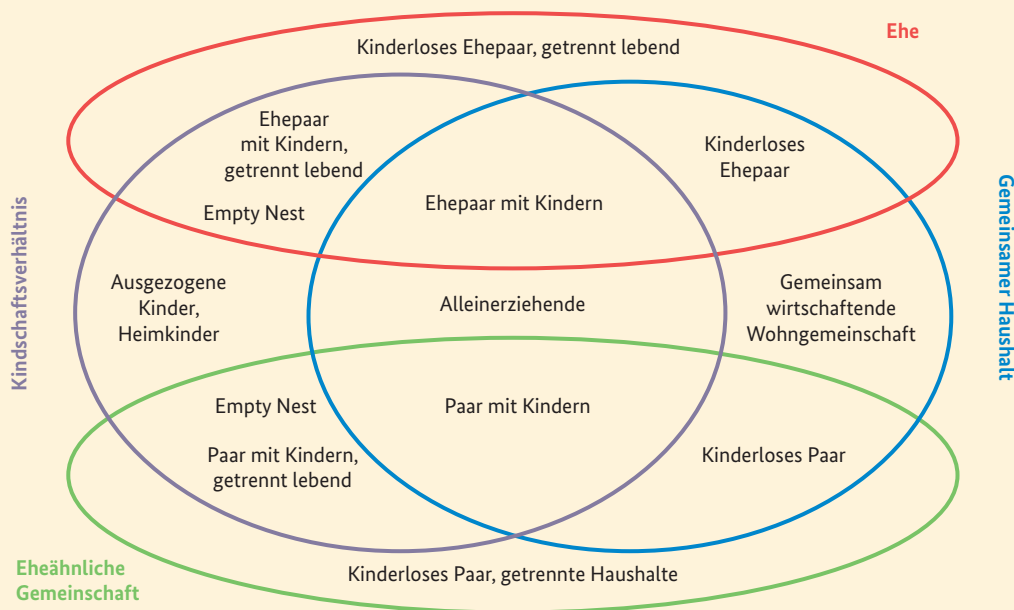 Ehe
Kinderloses Ehepaar, getrennt lebend
Ehepaar
mit Kindern,
getrennt lebend
Kinderloses
Ehepaar
Empty Nest
Ehepaar mit Kindern
Kindschaftsverhältnis
Gemeinsamer Haushalt
Ausgezogene
Kinder,
Heimkinder
Alleinerziehende
Gemeinsam
wirtschaftende
Wohngemeinschaft
Empty Nest
Paar mit Kindern
Paar mit Kindern,
getrennt lebend
Kinderloses Paar
Eheähnliche
Gemeinschaft
Kinderloses Paar, getrennte Haushalte